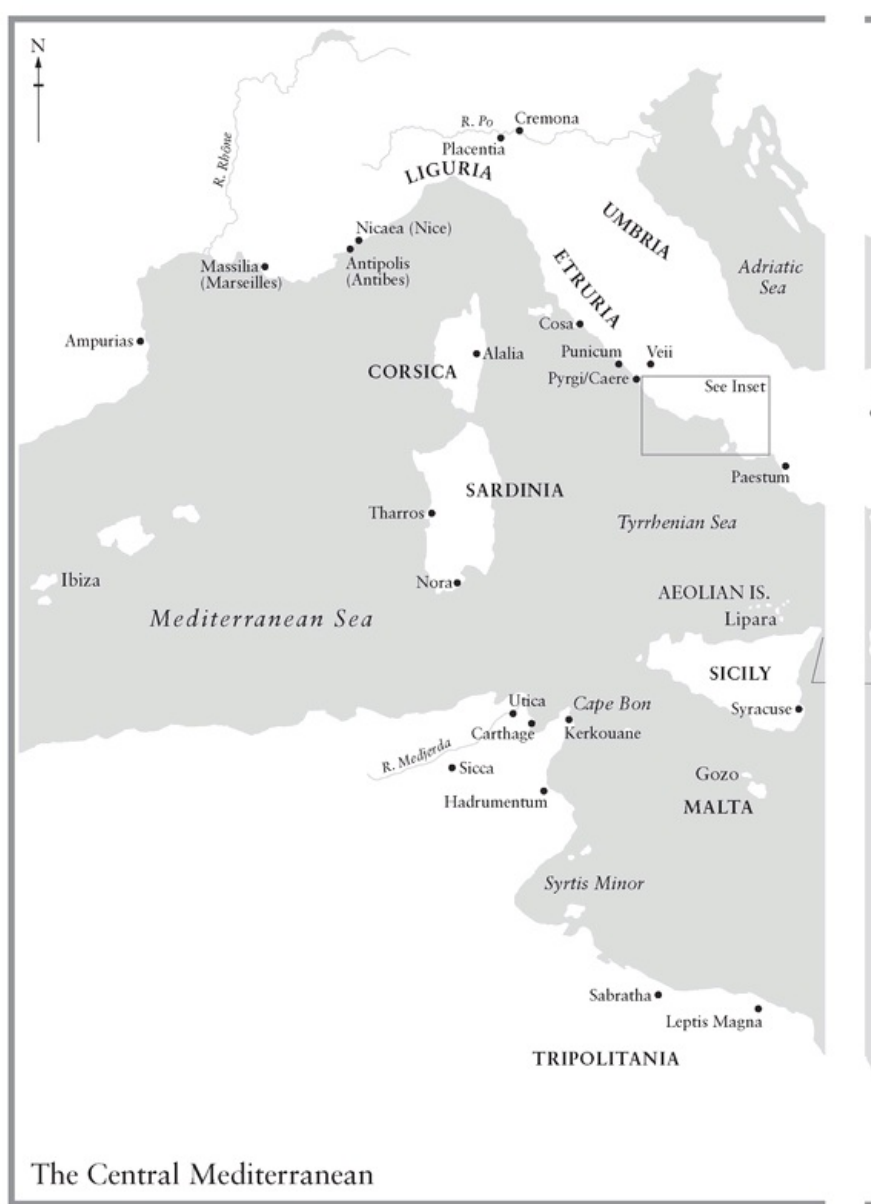 N
R. Rhône
R. Po
Cremona
Placentia
LIGURIA
UMBRIA
Nicaea (Nice)
Antipolis
(Antibes)
Massilia
(Marseilles)
ETRURIA
Adriatic
Sea
Ampurias
Cosa
Alalia
CORSICA
Punicum
Veii
Pyrgi/Caere
See Inset
Paestum
SARDINIA
Tharros
Tyrrhenian Sea
Ibiza
Nora
AEOLIAN IS.
Lipara
Mediterranean Sea
SICILY
Syracuse
Utica
Cape Bon
Carthage
Kerkouane
R. Medjerda
Sicca
Hadrumentum
Gozo
MALTA
Syrtis Minor
Sabratha
Leptis Magna
TRIPOLITANIA
The Central Mediterranean